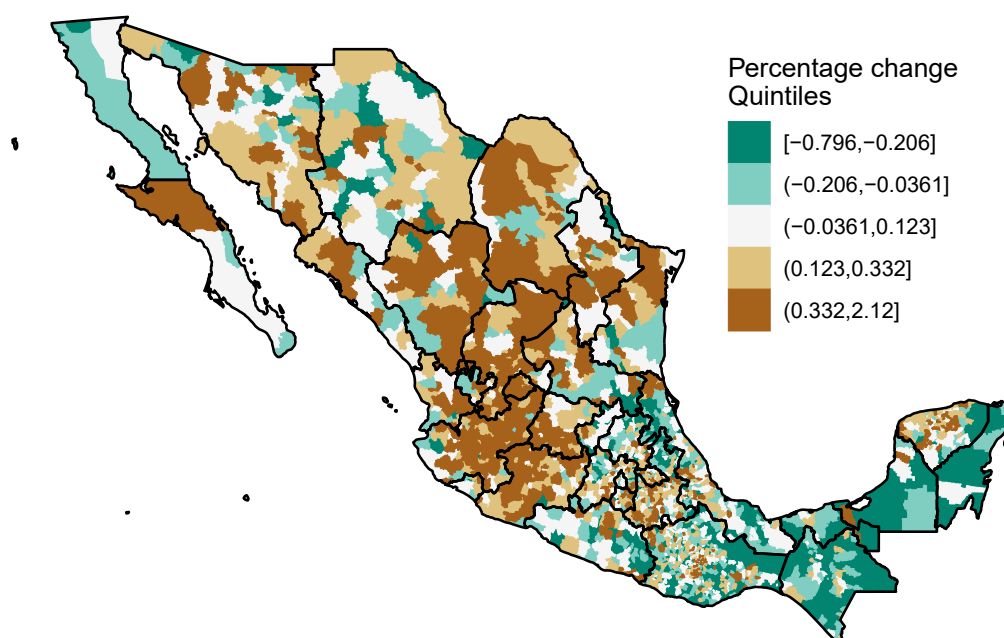 Percentage change
Quintiles
[−0.796,−0.206]
(−0.206,−0.0361]
(−0.0361,0.123]
(0.123,0.332]
(0.332,2.12]